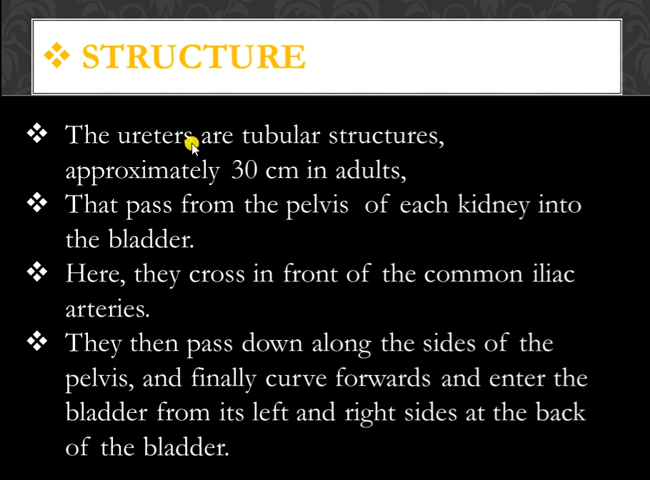 ❖ STRUCTURE
❖ The ureters are tubular structures,
approximately 30 cm in adults,
❖ That pass from the pelvis of each kidney into
the bladder.
❖ Here, they cross in front of the common iliac
arteries.
❖ They then pass down along the sides of the
pelvis, and finally curve forwards and enter the
bladder from its left and right sides at the back
of the bladder.